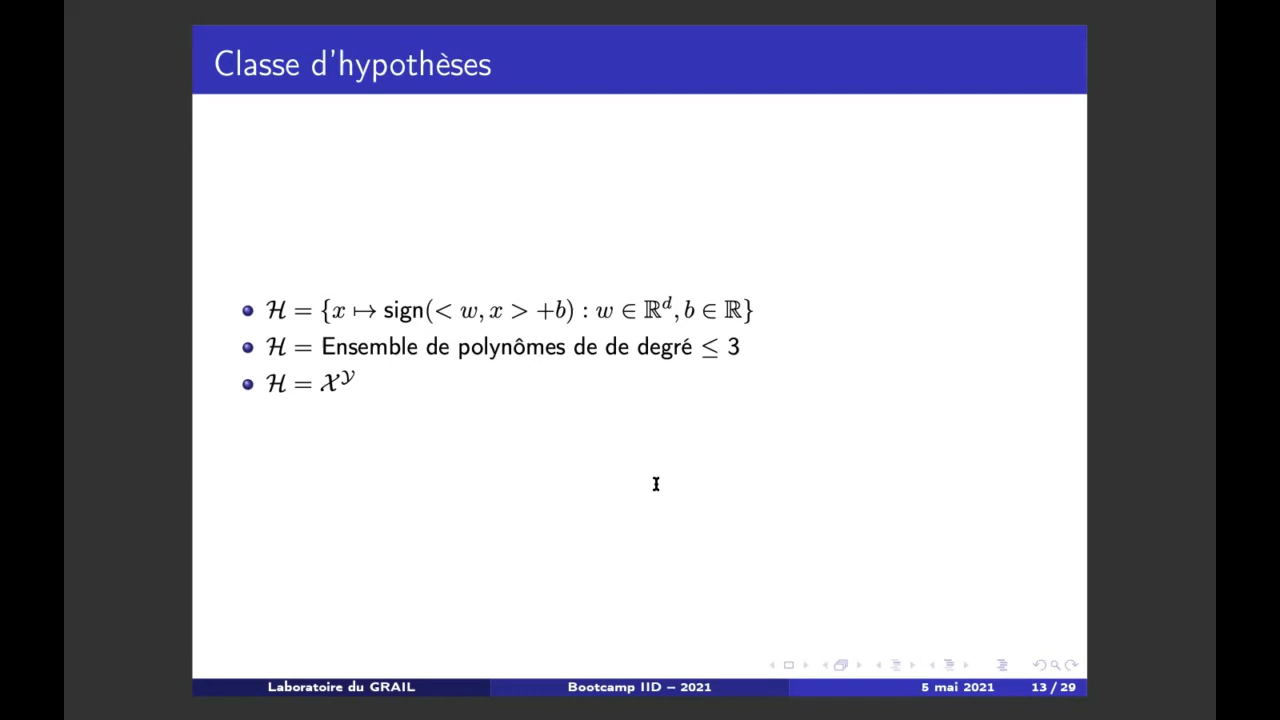 Classe d'hypothèses
ℋ = {x ↦ sign(< w, x > +b) : w ∈ ℝᵈ, b ∈ ℝ}
ℋ = Ensemble de polynômes de de degré ≤ 3
ℋ = 𝒳^𝒴
Laboratoire du GRAIL Bootcamp IID – 2021 5 mai 2021 13 / 29